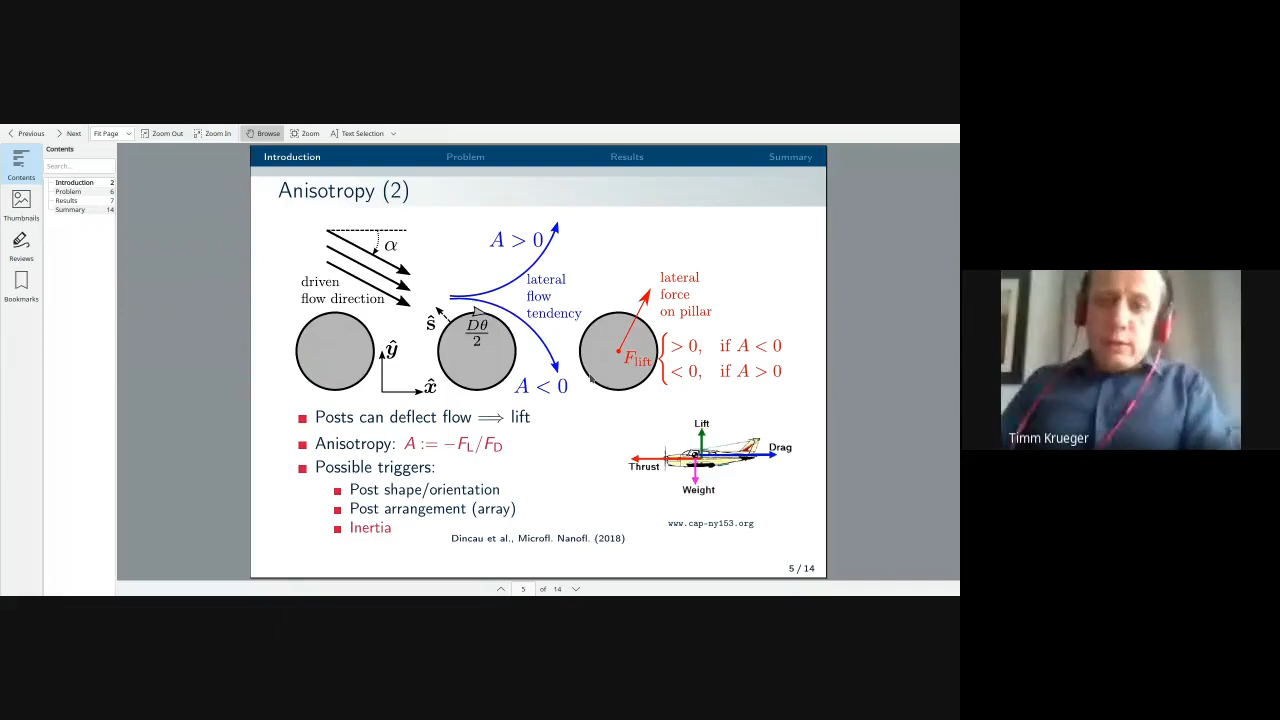 Previous Next Fit Page Zoom Out Zoom In Browse Zoom Text Selection
Contents
Search...
Introduction 2
Problem 6
Results 7
Summary 14
Contents
Thumbnails
Reviews
Bookmarks
Introduction Problem Results Summary
Anisotropy (2)
α
driven
flow direction
A > 0
lateral
flow
tendency
A < 0
ŝ
Dθ
2
ŷ
x̂
lateral
force
on pillar
F_lift { > 0, if A < 0
< 0, if A > 0
Posts can deflect flow ⟹ lift
Anisotropy: A := −F_L/F_D
Possible triggers:
Post shape/orientation
Post arrangement (array)
Inertia
Lift
Drag
Thrust
Weight
www.cap-ny153.org
Dincau et al., Microfl. Nanofl. (2018)
5 / 14
5 of 14
Timm Krueger